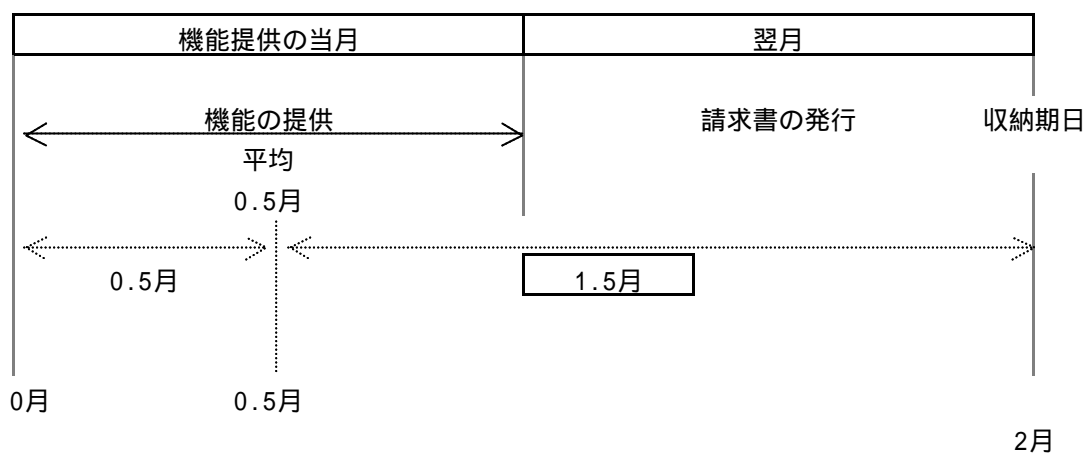 機能提供の当月 翌月
機能の提供 請求書の発行 収納期日
平均
0.5月
0.5月 1.5月
0月 0.5月
2月